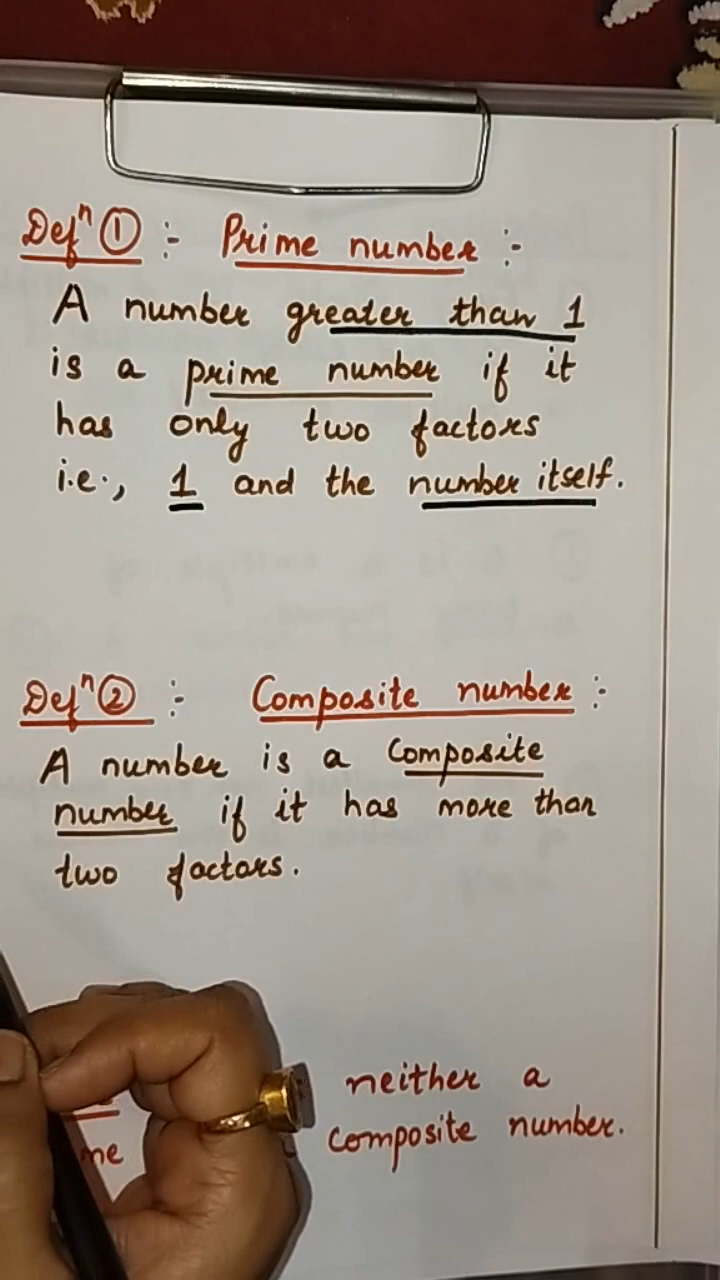 Defⁿ ① :- Prime number :-
A number greater than 1
is a prime number if it
has only two factors
i.e., 1 and the number itself.
Defⁿ ② :- Composite number :-
A number is a composite
number if it has more than
two factors.
neither a
me composite number.